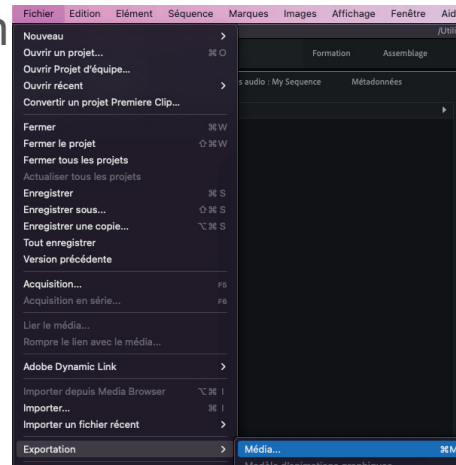 n
Fichier Edition Elément Séquence Marques Images Affichage Fenêtre Aid
/Utili
Nouveau >
Ouvrir un projet... ⌘ O
Formation Assemblage
Ouvrir Projet d'équipe...
Ouvrir récent >
s audio : My Sequence Métadonnées
Convertir un projet Premiere Clip...
Fermer ⌘ W
Fermer le projet ⇧ ⌘ W
Fermer tous les projets
Actualiser tous les projets
Enregistrer ⌘ S
Enregistrer sous... ⇧ ⌘ S
Enregistrer une copie... ⌥ ⌘ S
Tout enregistrer
Version précédente
Acquisition... F5
Acquisition en série... F6
Lier le média...
Rompre le lien avec le média...
Adobe Dynamic Link >
Importer depuis Media Browser ⌥ ⌘ I
Importer... ⌘ I
Importer un fichier récent >
Exportation > Média... ⌘M
Modèle d'animations graphiques